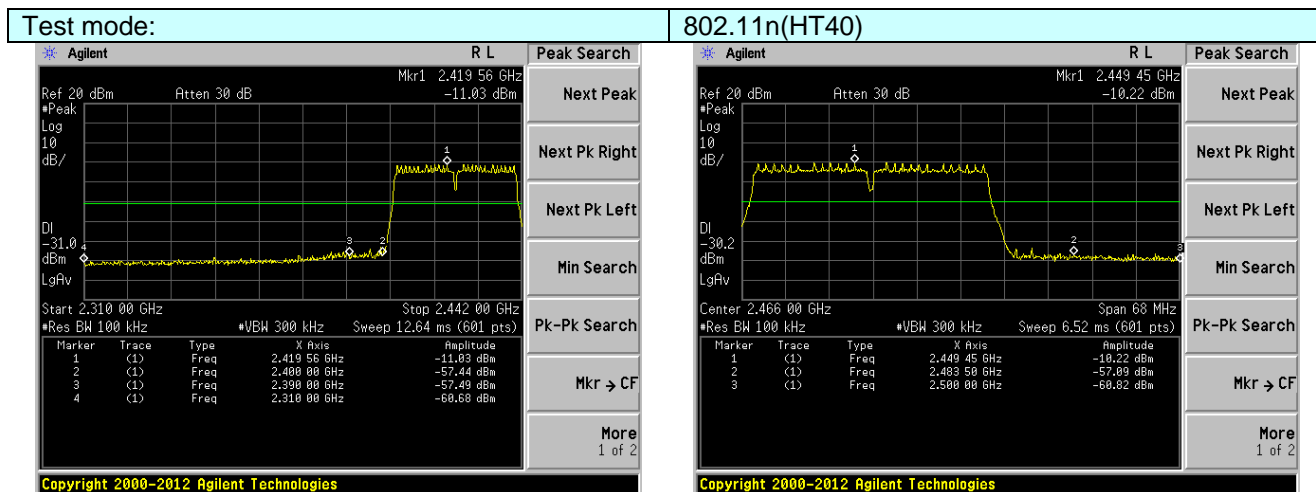 Test mode: 802.11n(HT40)
Agilent R L Peak Search
Mkr1 2.419 56 GHz
Ref 20 dBm Atten 30 dB -11.03 dBm
#Peak
Log
10
dB/
1
3 2
4
DI
-31.0
dBm
LgAv
Start 2.310 00 GHz Stop 2.442 00 GHz
#Res BW 100 kHz #VBW 300 kHz Sweep 12.64 ms (601 pts)
Marker Trace Type X Axis Amplitude
1 (1) Freq 2.419 56 GHz -11.03 dBm
2 (1) Freq 2.400 00 GHz -57.44 dBm
3 (1) Freq 2.390 00 GHz -57.49 dBm
4 (1) Freq 2.310 00 GHz -60.68 dBm
Next Peak
Next Pk Right
Next Pk Left
Min Search
Pk-Pk Search
Mkr → CF
More
1 of 2
Copyright 2000-2012 Agilent Technologies
Agilent R L Peak Search
Mkr1 2.449 45 GHz
Ref 20 dBm Atten 30 dB -10.22 dBm
#Peak
Log
10
dB/
1
2
3
DI
-30.2
dBm
LgAv
Center 2.466 00 GHz Span 68 MHz
#Res BW 100 kHz #VBW 300 kHz Sweep 6.52 ms (601 pts)
Marker Trace Type X Axis Amplitude
1 (1) Freq 2.449 45 GHz -10.22 dBm
2 (1) Freq 2.483 50 GHz -57.09 dBm
3 (1) Freq 2.500 00 GHz -60.82 dBm
Next Peak
Next Pk Right
Next Pk Left
Min Search
Pk-Pk Search
Mkr → CF
More
1 of 2
Copyright 2000-2012 Agilent Technologies